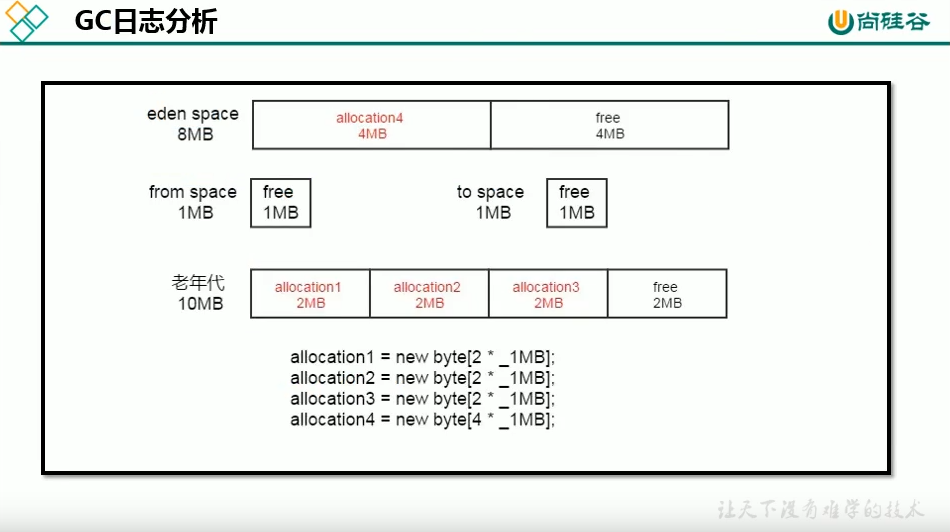 GC日志分析
尚硅谷
eden space
8MB
allocation4
4MB
free
4MB
from space
1MB
free
1MB
to space
1MB
free
1MB
老年代
10MB
allocation1
2MB
allocation2
2MB
allocation3
2MB
free
2MB
allocation1 = new byte[2 * _1MB];
allocation2 = new byte[2 * _1MB];
allocation3 = new byte[2 * _1MB];
allocation4 = new byte[4 * _1MB];
让天下没有难学的技术